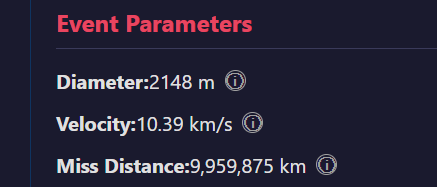 Event Parameters
Diameter:2148 m ⓘ
Velocity:10.39 km/s ⓘ
Miss Distance:9,959,875 km ⓘ